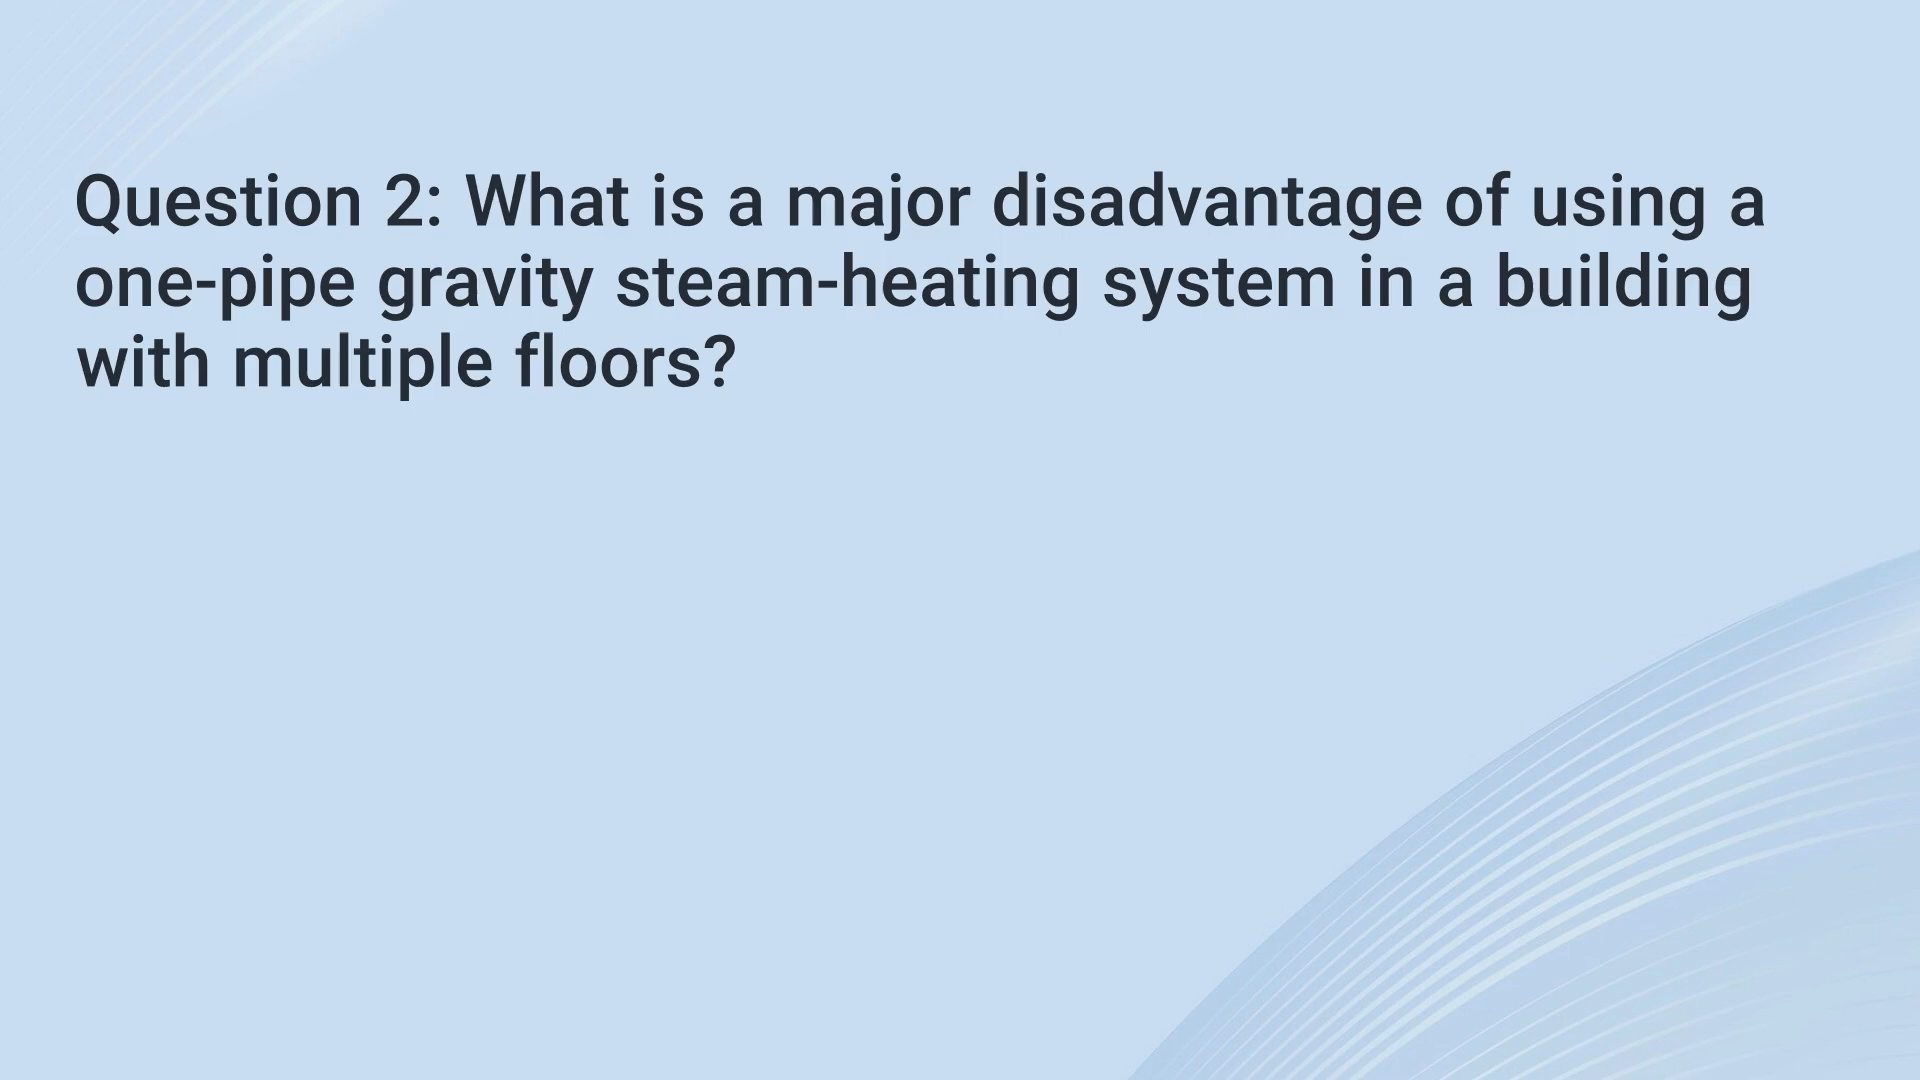 Question 2: What is a major disadvantage of using a
one-pipe gravity steam-heating system in a building
with multiple floors?